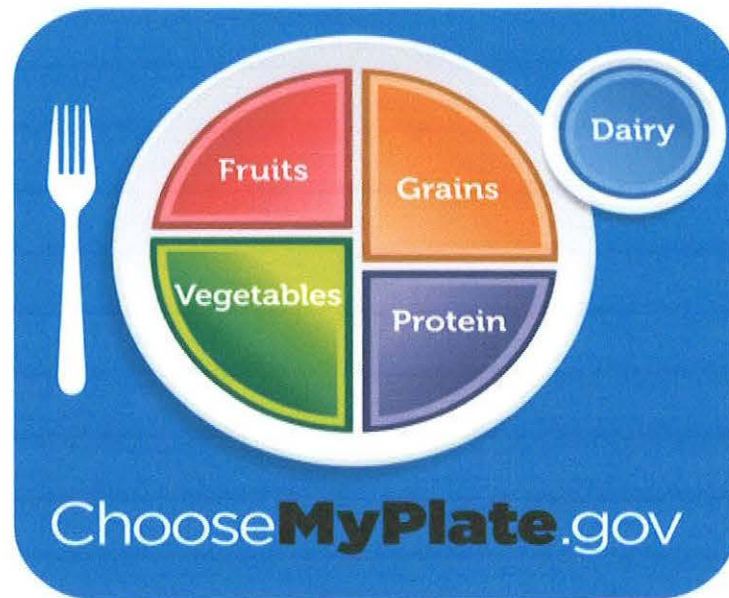 Fruits
Grains
Dairy
Vegetables
Protein
ChooseMyPlate.gov